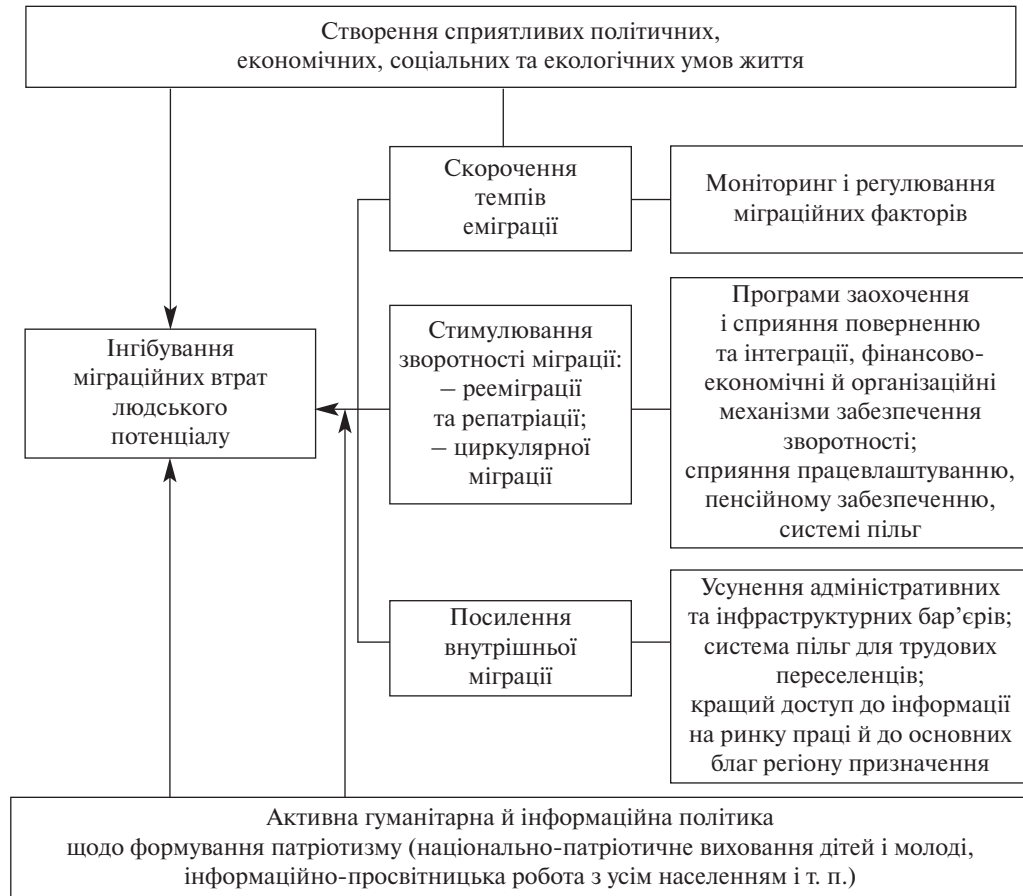 Створення сприятливих політичних,
економічних, соціальних та екологічних умов життя
Скорочення
темпів
еміграції
Моніторинг і регулювання
міграційних факторів
Інгібування
міграційних втрат
людського
потенціалу
Стимулювання
зворотності міграції:
– рееміграції
та репатріації;
– циркулярної
міграції
Програми заохочення
і сприяння поверненню
та інтеграції, фінансово-
економічні й організаційні
механізми забезпечення
зворотності;
сприяння працевлаштуванню,
пенсійному забезпеченню,
системі пільг
Посилення
внутрішньої
міграції
Усунення адміністративних
та інфраструктурних бар’єрів;
система пільг для трудових
переселенців;
кращий доступ до інформації
на ринку праці й до основних
благ регіону призначення
Активна гуманітарна й інформаційна політика
щодо формування патріотизму (національно-патріотичне виховання дітей і молоді,
інформаційно-просвітницька робота з усім населенням і т. п.)